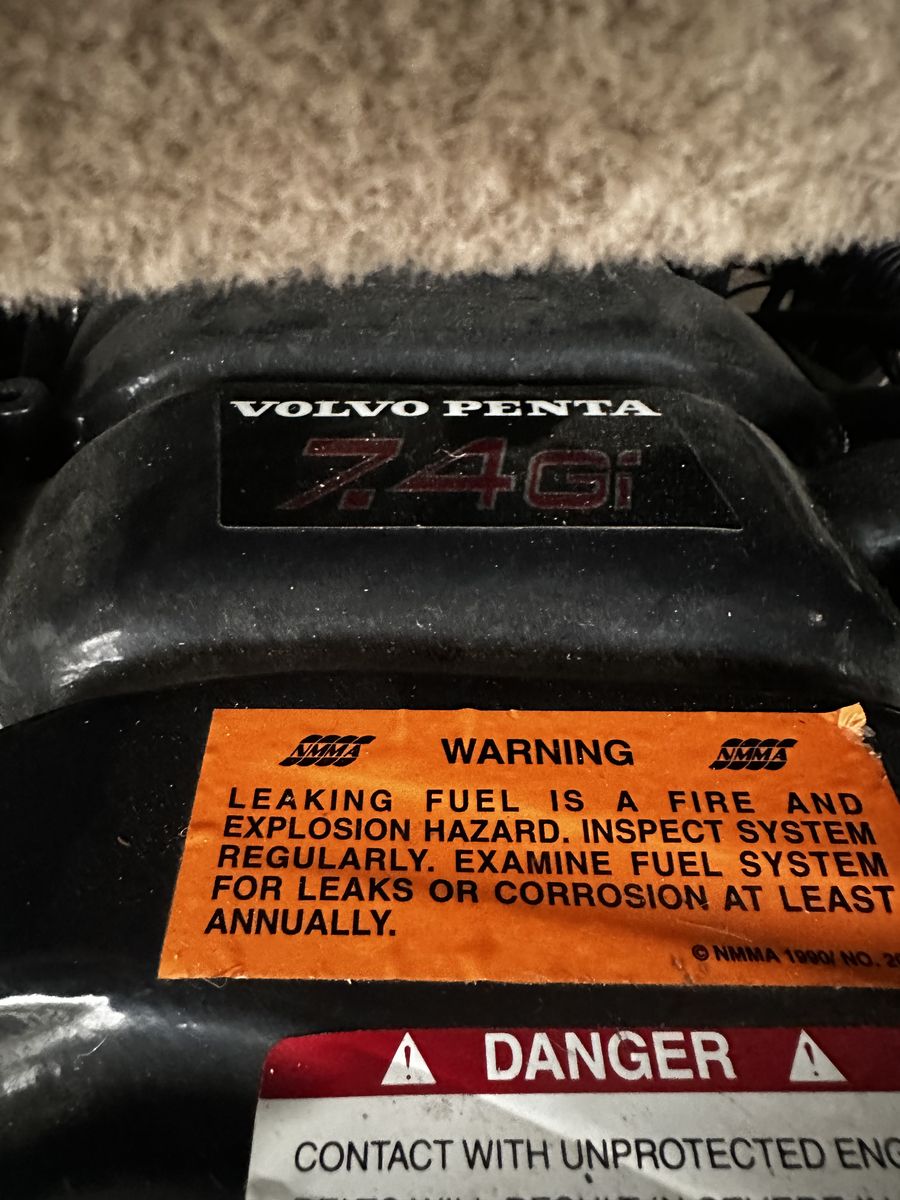 VOLVO PENTA
7.4Gi
NMMA WARNING NMMA
LEAKING FUEL IS A FIRE AND
EXPLOSION HAZARD. INSPECT SYSTEM
REGULARLY. EXAMINE FUEL SYSTEM
FOR LEAKS OR CORROSION AT LEAST
ANNUALLY.
© NMMA 1990/ NO.
DANGER
CONTACT WITH UNPROTECTED